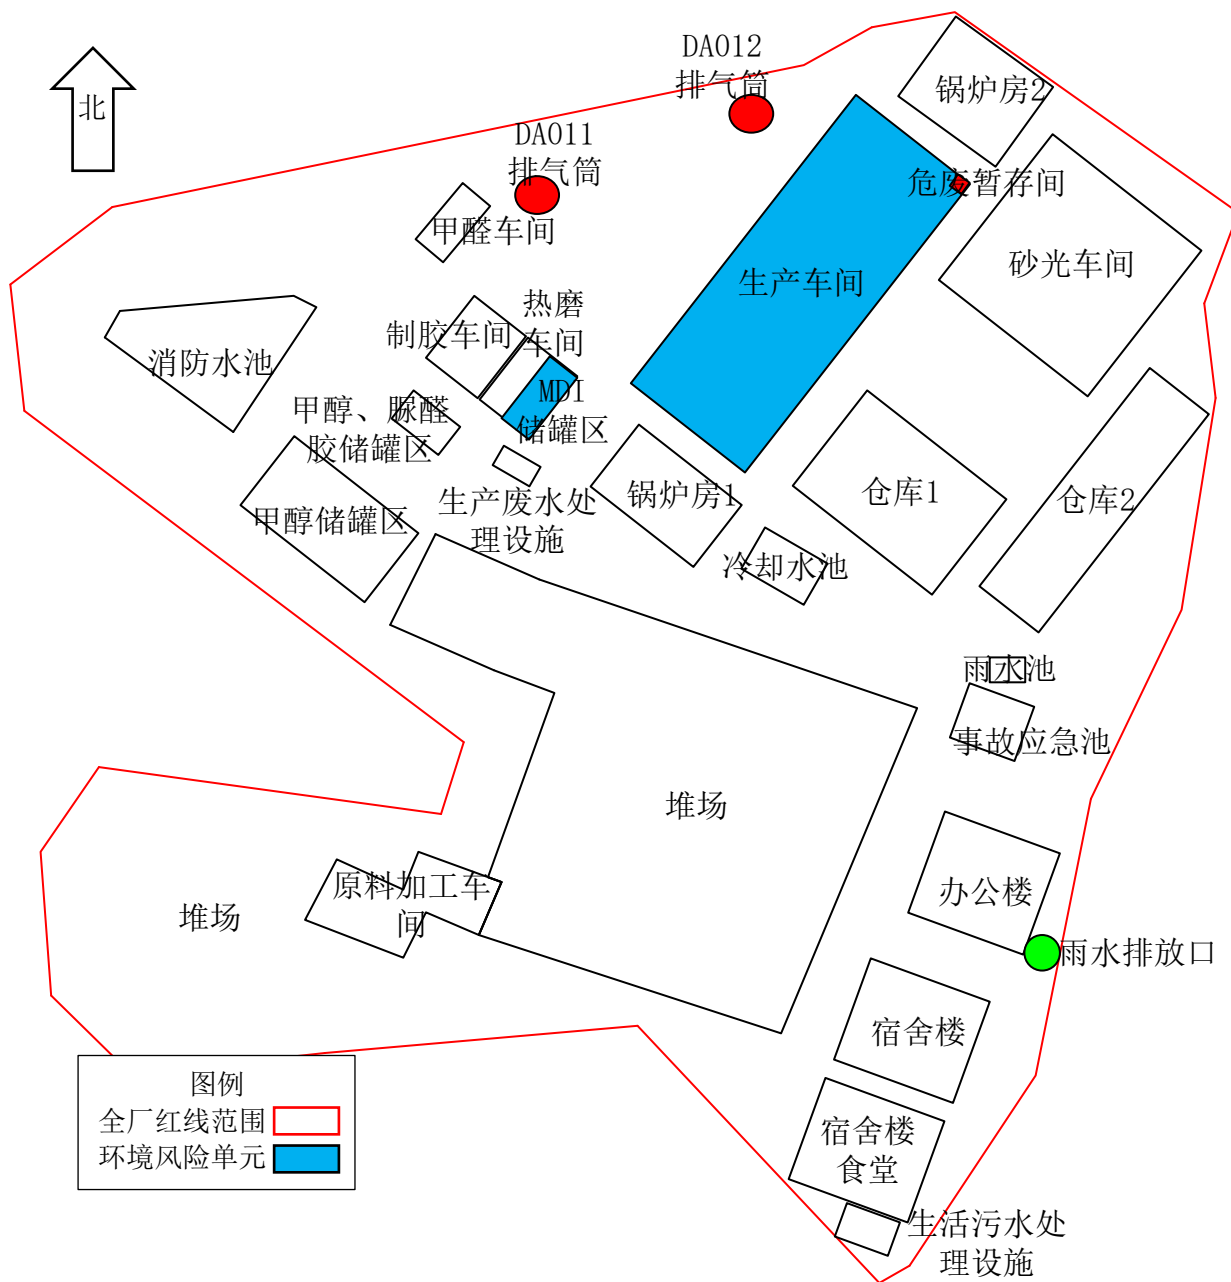 DA012
排气筒
锅炉房2
北
DA011
排气筒
危废暂存间
甲醛车间
砂光车间
生产车间
热磨
车间
制胶车间
消防水池
MDI
储罐区
甲醇、脲醛
胶储罐区
锅炉房1
仓库1
仓库2
甲醇储罐区
生产废水处
理设施
冷却水池
雨水池
事故应急池
堆场
办公楼
原料加工车
间
堆场
雨水排放口
宿舍楼
图例
全厂红线范围
环境风险单元
宿舍楼
食堂
生活污水处
理设施